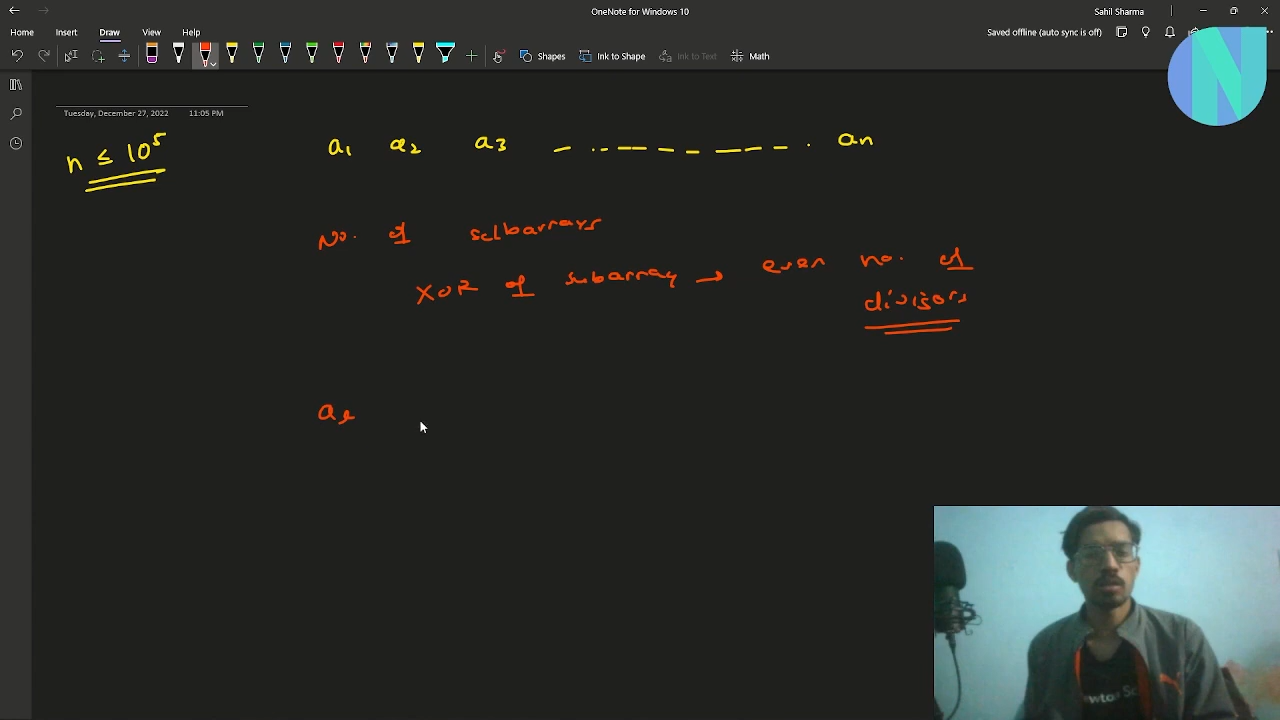 OneNote for Windows 10
Sahil Sharma
Home Insert Draw View Help
Saved offline (auto sync is off)
Shapes Ink to Shape Ink to Text Math
Tuesday, December 27, 2022 11:05 PM
n ≤ 10⁵
a₁ a₂ a₃ – – – – – – – – – aₙ
No. of subarrays
XOR of subarray → even no. of
divisors
N